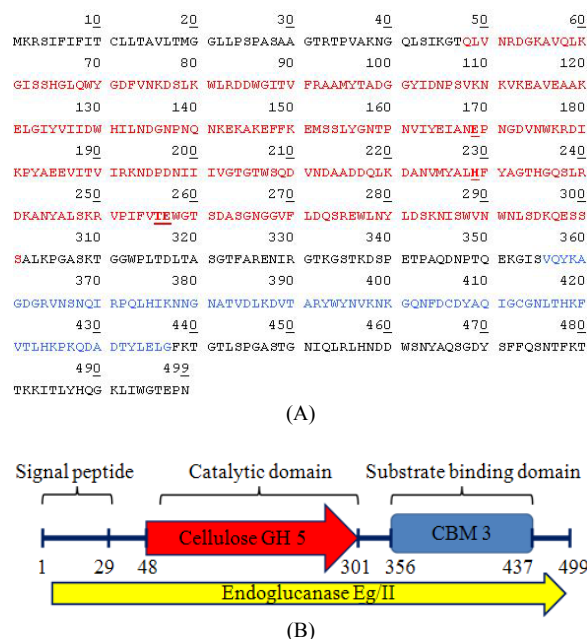 10 20 30 40 50 60
MKRSIFIFIT CLLTAVLTMG GLLPSPASAA GTRTPVAKNG QLSIKGTQLV NRDGKAVQLK
70 80 90 100 110 120
GISSHGLQWY GDFVNKDSLK WLRDDWGITV FRAAMYTADG GYIDNPSVKN KVKEAVEAAK
130 140 150 160 170 180
ELGIYVIIDW HILNDGNPNQ NKEKAKEFFK EMSSLYGNTP NVIYEIANEP NGDVNWKRDI
190 200 210 220 230 240
KPYAEEVITV IRKNDPDNII IVGTGTWSQD VNDAADDQLK DANVMYALHF YAGTHGQSLR
250 260 270 280 290 300
DKANYALSKR VPIFVTEWGT SDASGNGGVF LDQSREWLNY LDSKNISWVN WNLSDKQESS
310 320 330 340 350 360
SALKPGASKT GGWPLTDLTA SGTFARENIR GTKGSTKDSP ETPAQDNPTQ EKGISVQYKA
370 380 390 400 410 420
GDGRVNSNQI RPQLHIKNNG NATVDLKDVT ARYWYNVKNK GQNFDCDYAQ IGCGNLTHKF
430 440 450 460 470 480
VTLHKPKQDA DTYLELGFKT GTLSPGASTG NIQLRLHNDD WSNYAQSGDY SFFQSNTFKT
490 499
TKKITLYHQG KLIWGTEPN
(A)
Signal peptide Catalytic domain Substrate binding domain
Cellulose GH 5 CBM 3
1 29 48 301 356 437 499
Endoglucanase Eg/II
(B)